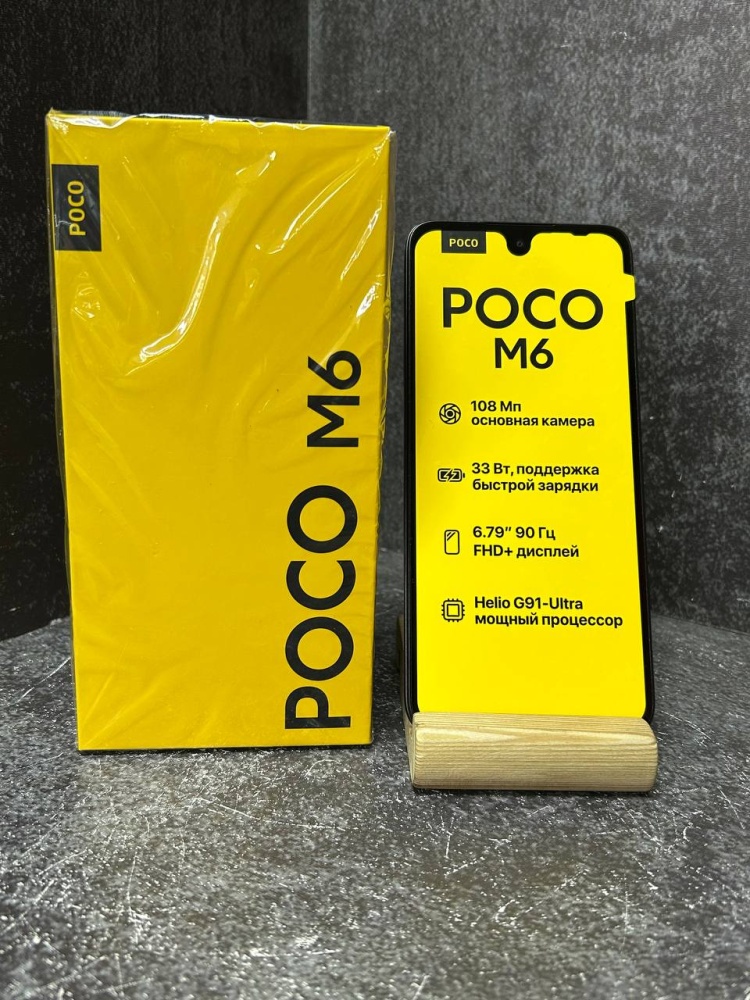 POCO
POCO M6
POCO
POCO
M6
108 Мп
основная камера
33 Вт, поддержка
быстрой зарядки
6.79" 90 Гц
FHD+ дисплей
Helio G91-Ultra
мощный процессор